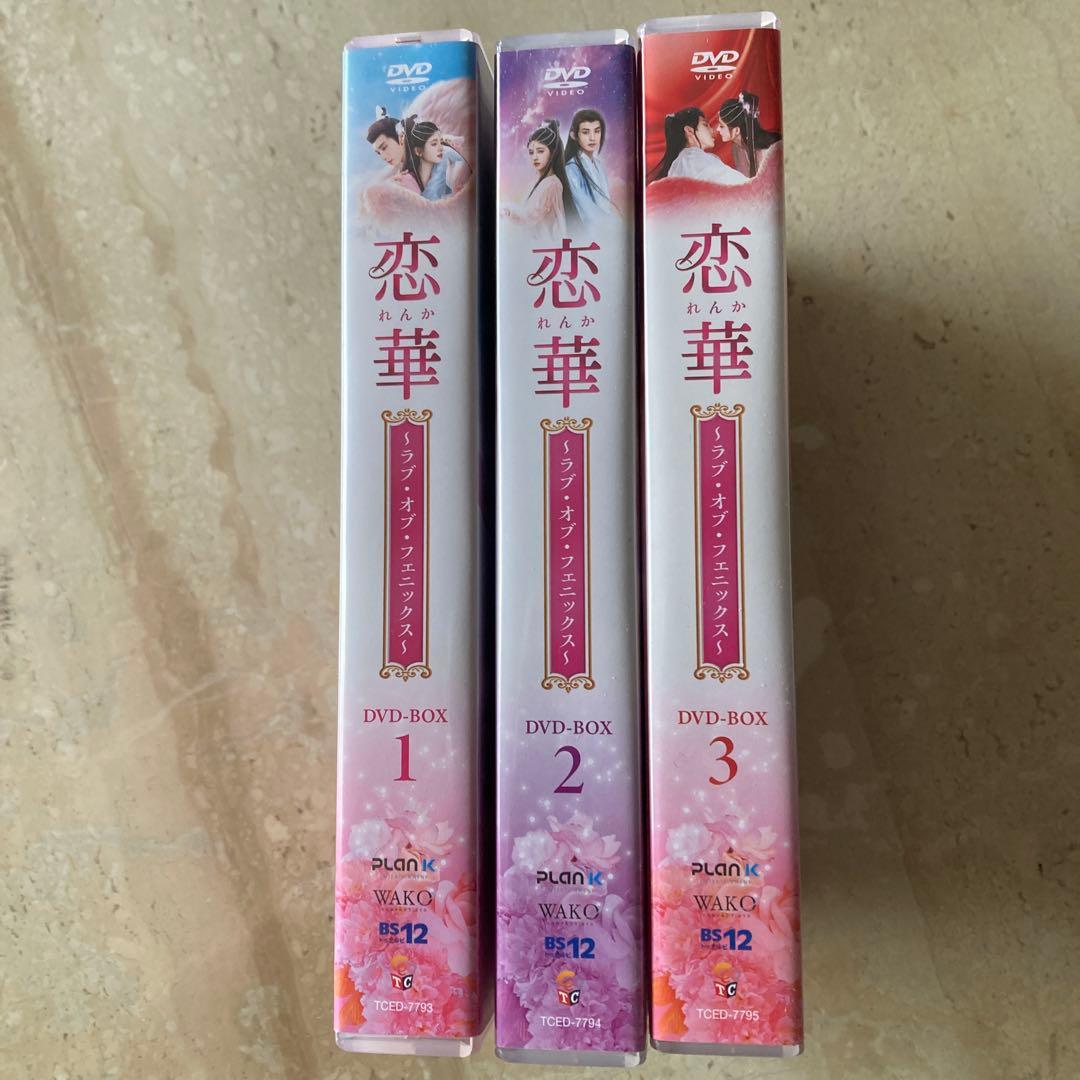 DVD
VIDEO
恋華
れんか
～ラブ・オブ・フェニックス～
DVD-BOX
1
PLAN K
WAKO
BS12
TC
TCED-7793
DVD
VIDEO
恋華
れんか
～ラブ・オブ・フェニックス～
DVD-BOX
2
PLAN K
WAKO
BS12
TC
TCED-7794
DVD
VIDEO
恋華
れんか
～ラブ・オブ・フェニックス～
DVD-BOX
3
PLAN K
WAKO
BS12
TC
TCED-7795